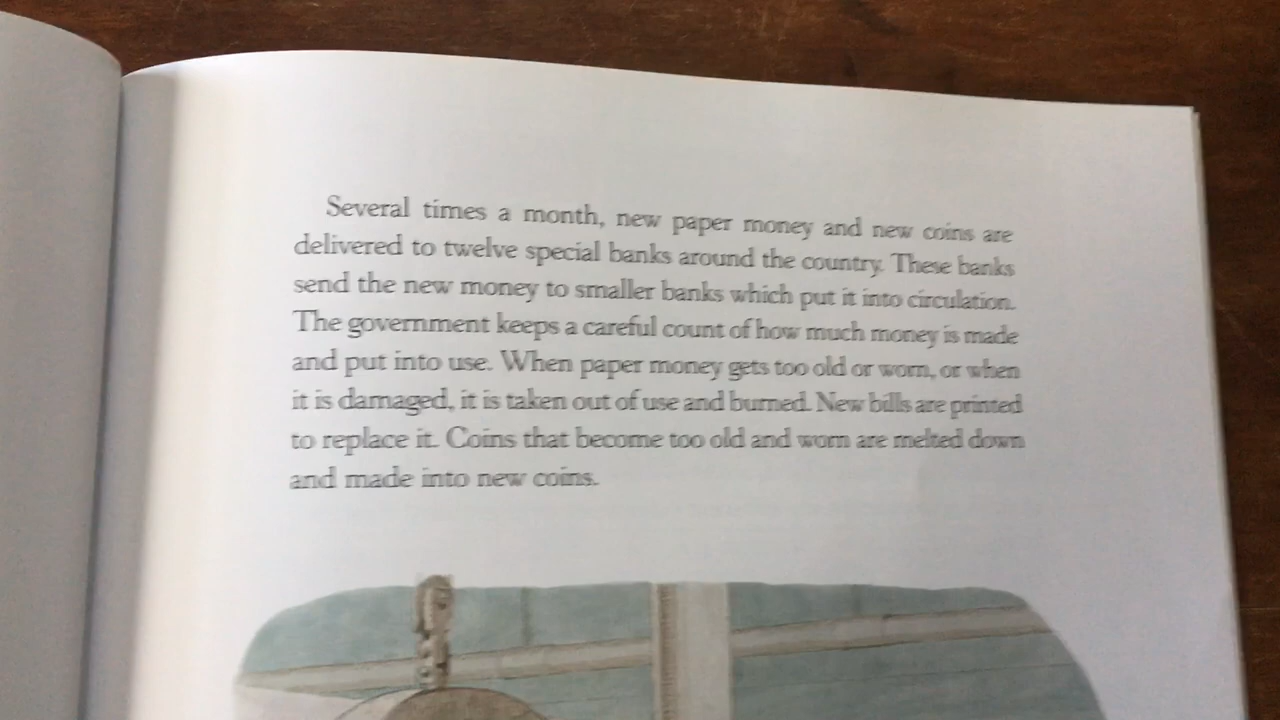 Several times a month, new paper money and new coins are
delivered to twelve special banks around the country. These banks
send the new money to smaller banks which put it into circulation.
The government keeps a careful count of how much money is made
and put into use. When paper money gets too old or worn, or when
it is damaged, it is taken out of use and burned. New bills are printed
to replace it. Coins that become too old and worn are melted down
and made into new coins.